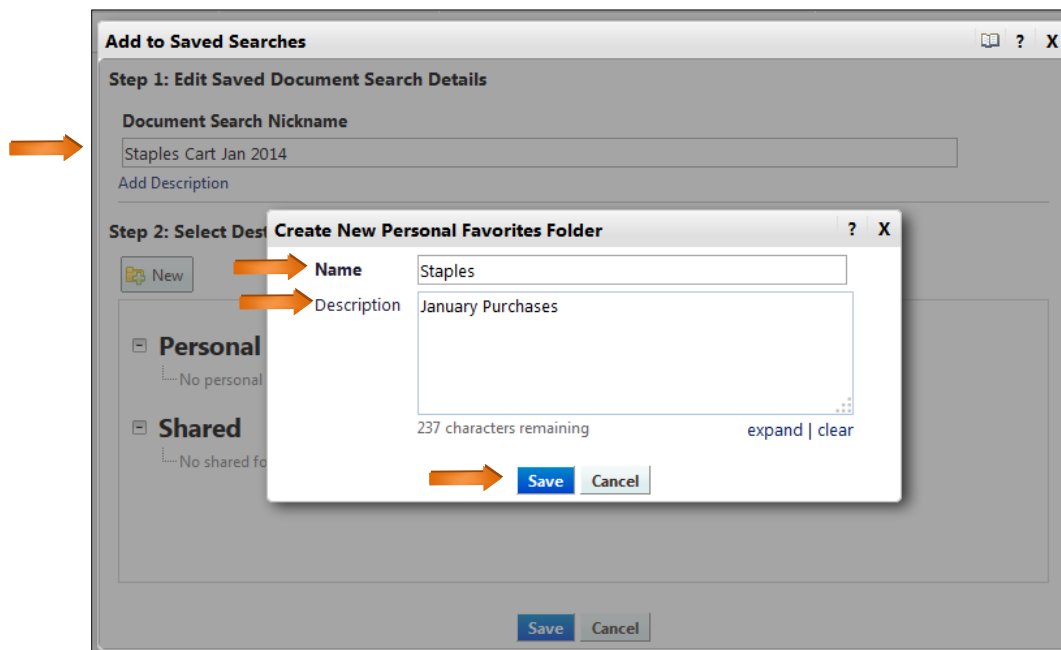 Add to Saved Searches ? X
Step 1: Edit Saved Document Search Details
Document Search Nickname
Staples Cart Jan 2014
Add Description
Step 2: Select
Create New Personal Favorites Folder ? X
New
Name Staples
Description January Purchases
Personal
No personal
237 characters remaining expand | clear
Shared
No shared
Save Cancel
Save Cancel